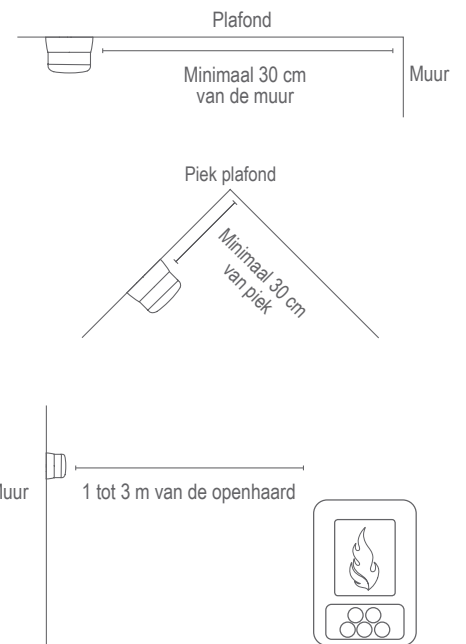 Plafond
Minimaal 30 cm
van de muur
Muur
Piek plafond
Minimaal 30 cm
van piek
Muur
1 tot 3 m van de openhaard